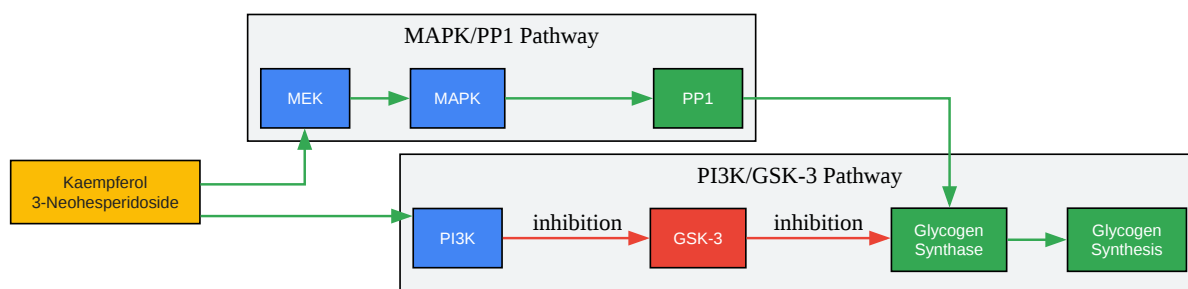 MAPK/PP1 Pathway
MEK
MAPK
PP1
Kaempferol
3-Neohesperidoside
PI3K/GSK-3 Pathway
PI3K
inhibition
GSK-3
inhibition
Glycogen
Synthase
Glycogen
Synthesis